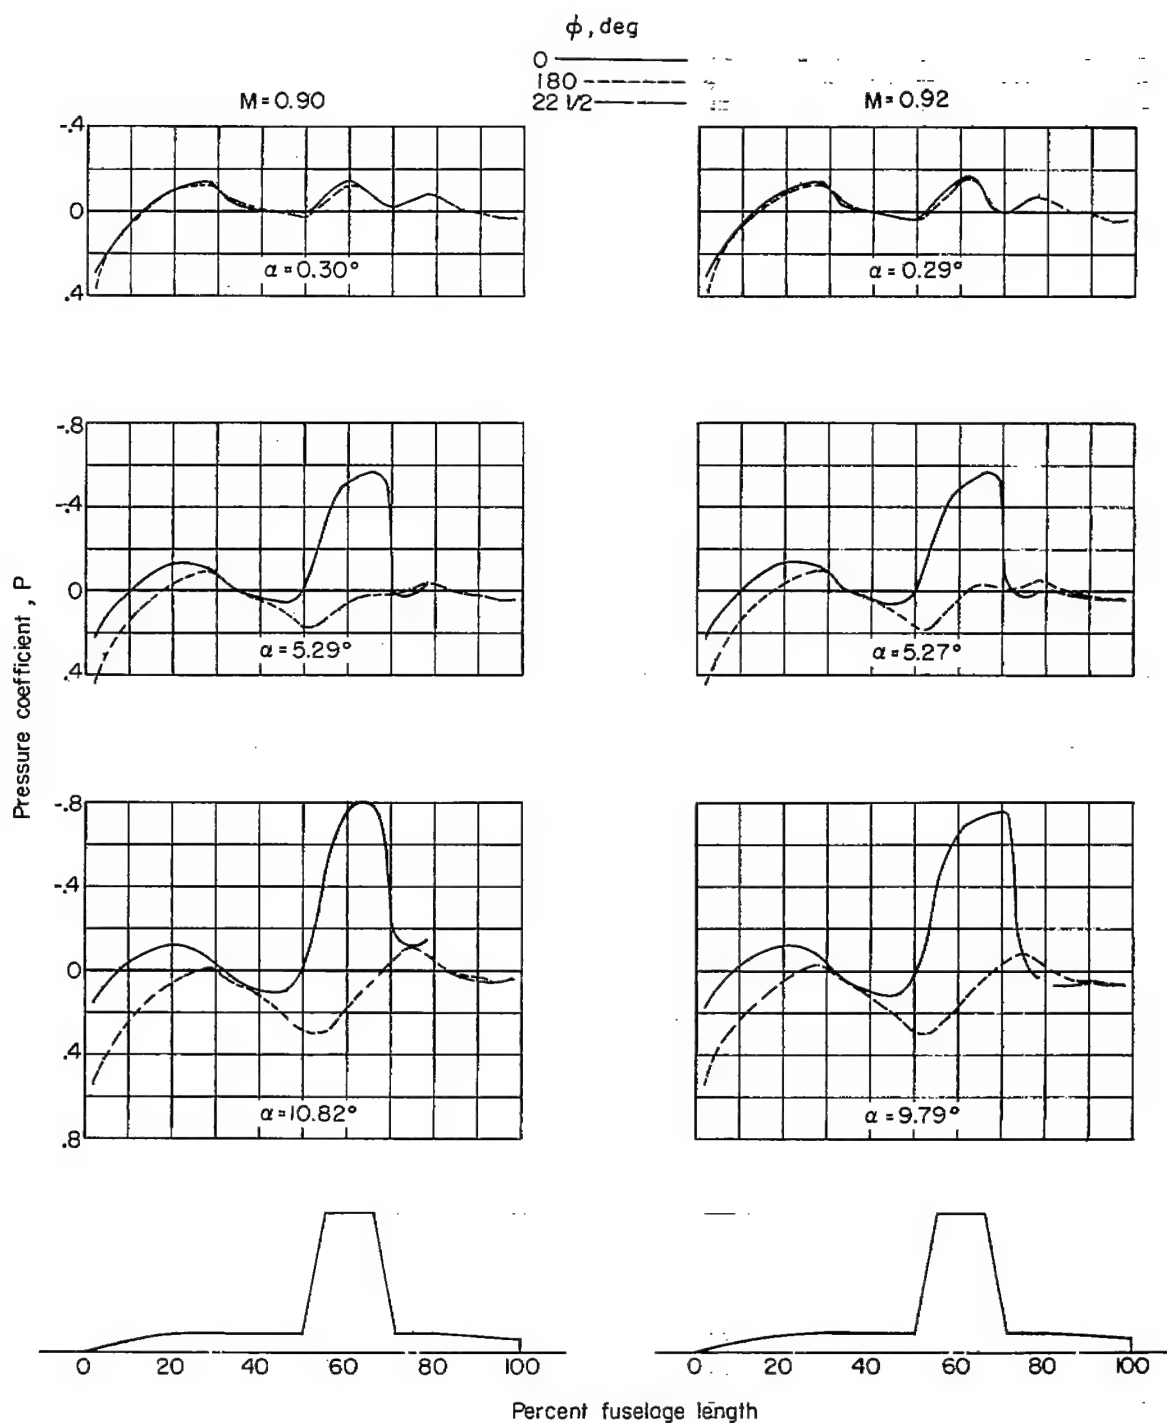 ϕ, deg
0
180
22 1/2
M = 0.90
M = 0.92
-.4
0
.4
α = 0.30°
α = 0.29°
-.8
-.4
0
.4
α = 5.29°
α = 5.27°
Pressure coefficient, P
-.8
-.4
0
.4
.8
α = 10.82°
α = 9.79°
0 20 40 60 80 100
0 20 40 60 80 100
Percent fuselage length